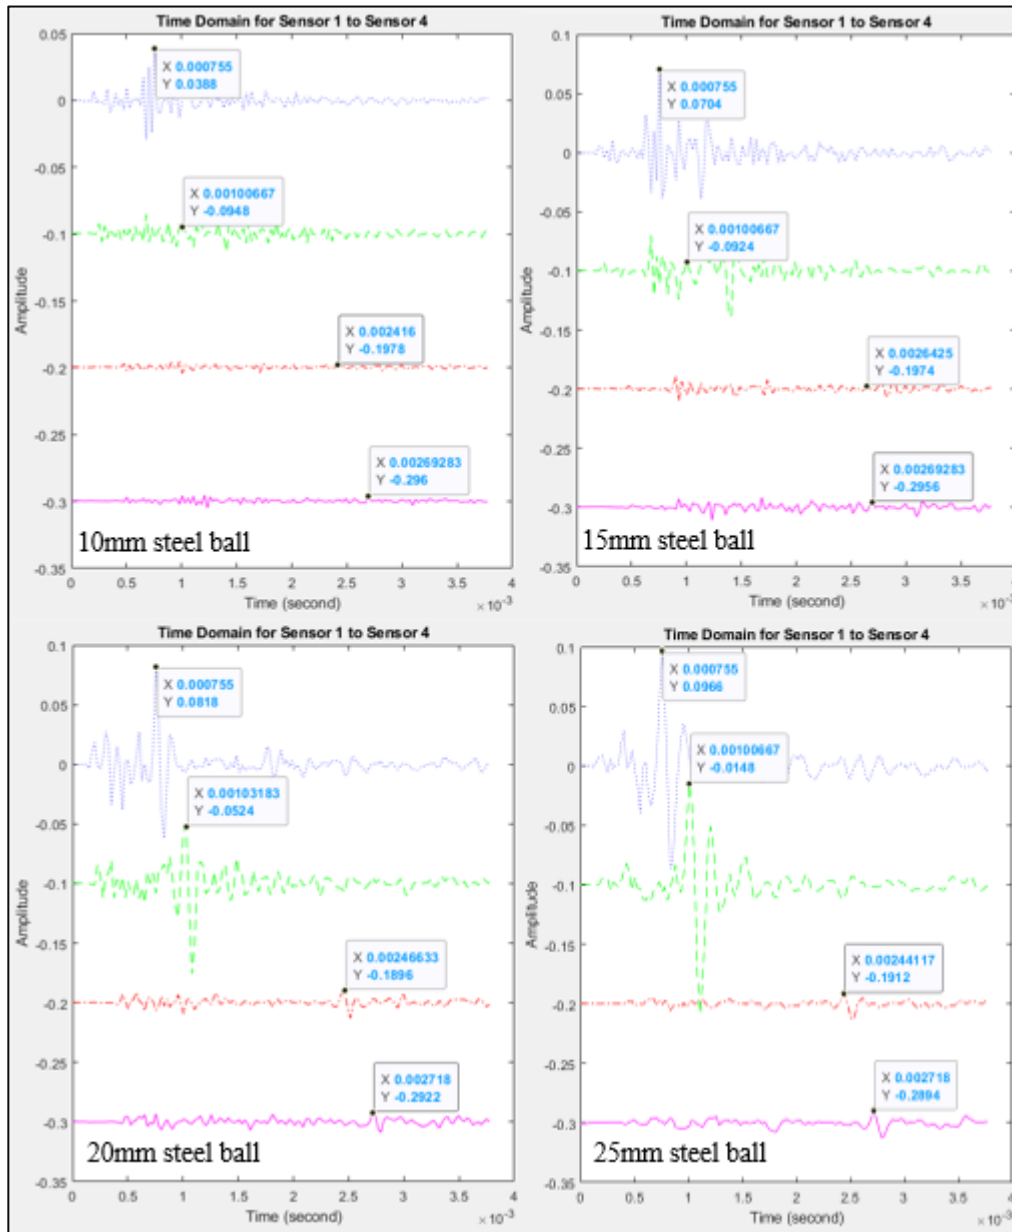 Time Domain for Sensor 1 to Sensor 4
0.05
0
-0.05
-0.1
-0.15
-0.2
-0.25
-0.3
-0.35
Amplitude
X 0.000755
Y 0.0388
X 0.00100667
Y -0.0948
X 0.002416
Y -0.1978
X 0.00269283
Y -0.296
10mm steel ball
0 0.5 1 1.5 2 2.5 3 3.5 4
Time (second)
×10-3
Time Domain for Sensor 1 to Sensor 4
0.1
0.05
0
-0.05
-0.1
-0.15
-0.2
-0.25
-0.3
-0.35
Amplitude
X 0.000755
Y 0.0704
X 0.00100667
Y -0.0924
X 0.0026425
Y -0.1974
X 0.00269283
Y -0.2956
15mm steel ball
0 0.5 1 1.5 2 2.5 3 3.5 4
Time (second)
×10-3
Time Domain for Sensor 1 to Sensor 4
0.1
0.05
0
-0.05
-0.1
-0.15
-0.2
-0.25
-0.3
-0.35
Amplitude
X 0.000755
Y 0.0818
X 0.00103183
Y -0.0524
X 0.00246633
Y -0.1896
X 0.002718
Y -0.2922
20mm steel ball
0 0.5 1 1.5 2 2.5 3 3.5 4
Time (second)
×10-3
Time Domain for Sensor 1 to Sensor 4
0.1
0.05
0
-0.05
-0.1
-0.15
-0.2
-0.25
-0.3
-0.35
Amplitude
X 0.000755
Y 0.0966
X 0.00100667
Y -0.0148
X 0.00244117
Y -0.1912
X 0.002718
Y -0.2894
25mm steel ball
0 0.5 1 1.5 2 2.5 3 3.5 4
Time (second)
×10-3